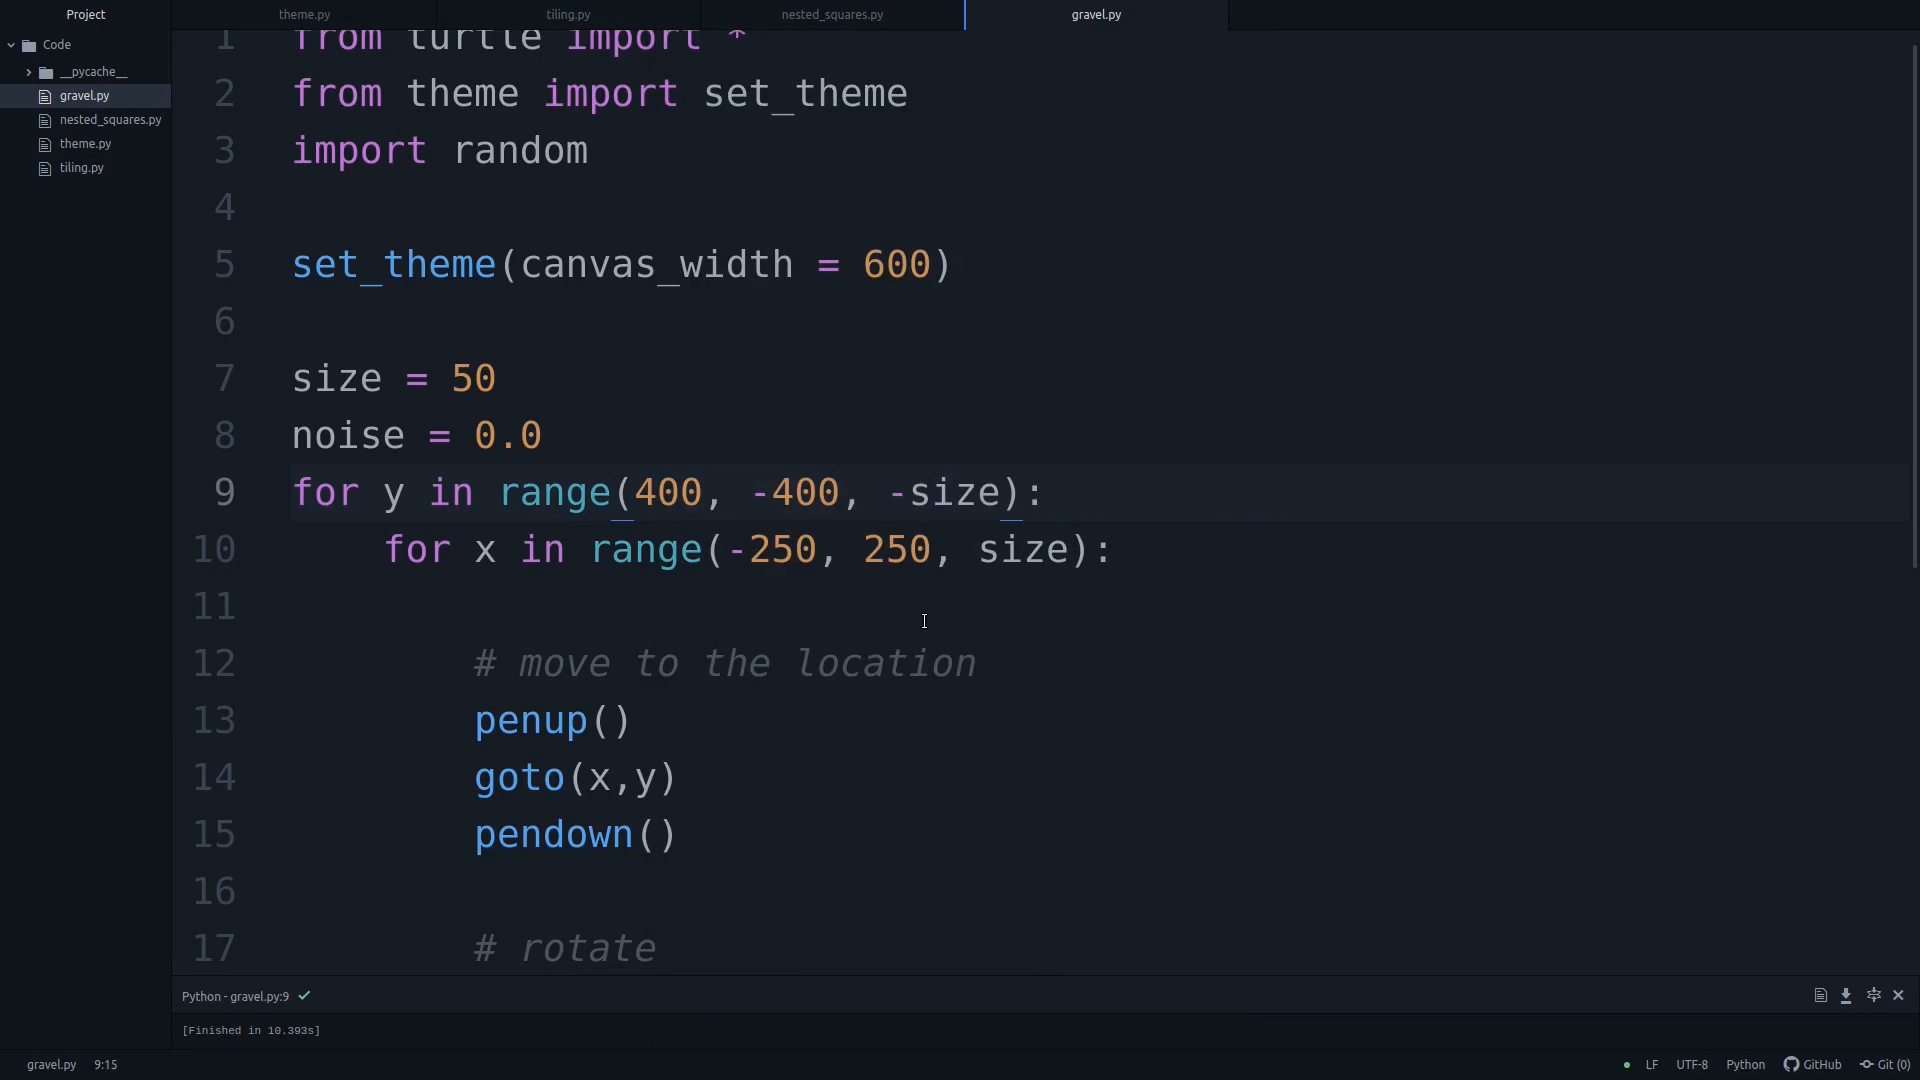 Project
theme.py
tiling.py
nested_squares.py
gravel.py
Code
__pycache__
gravel.py
nested_squares.py
theme.py
tiling.py
1 from turtle import *
2 from theme import set_theme
3 import random
4
5 set_theme(canvas_width = 600)
6
7 size = 50
8 noise = 0.0
9 for y in range(400, -400, -size):
10     for x in range(-250, 250, size):
11
12         # move to the location
13         penup()
14         goto(x,y)
15         pendown()
16
17         # rotate
Python - gravel.py:9
[Finished in 10.393s]
gravel.py 9:15 LF UTF-8 Python GitHub Git (0)